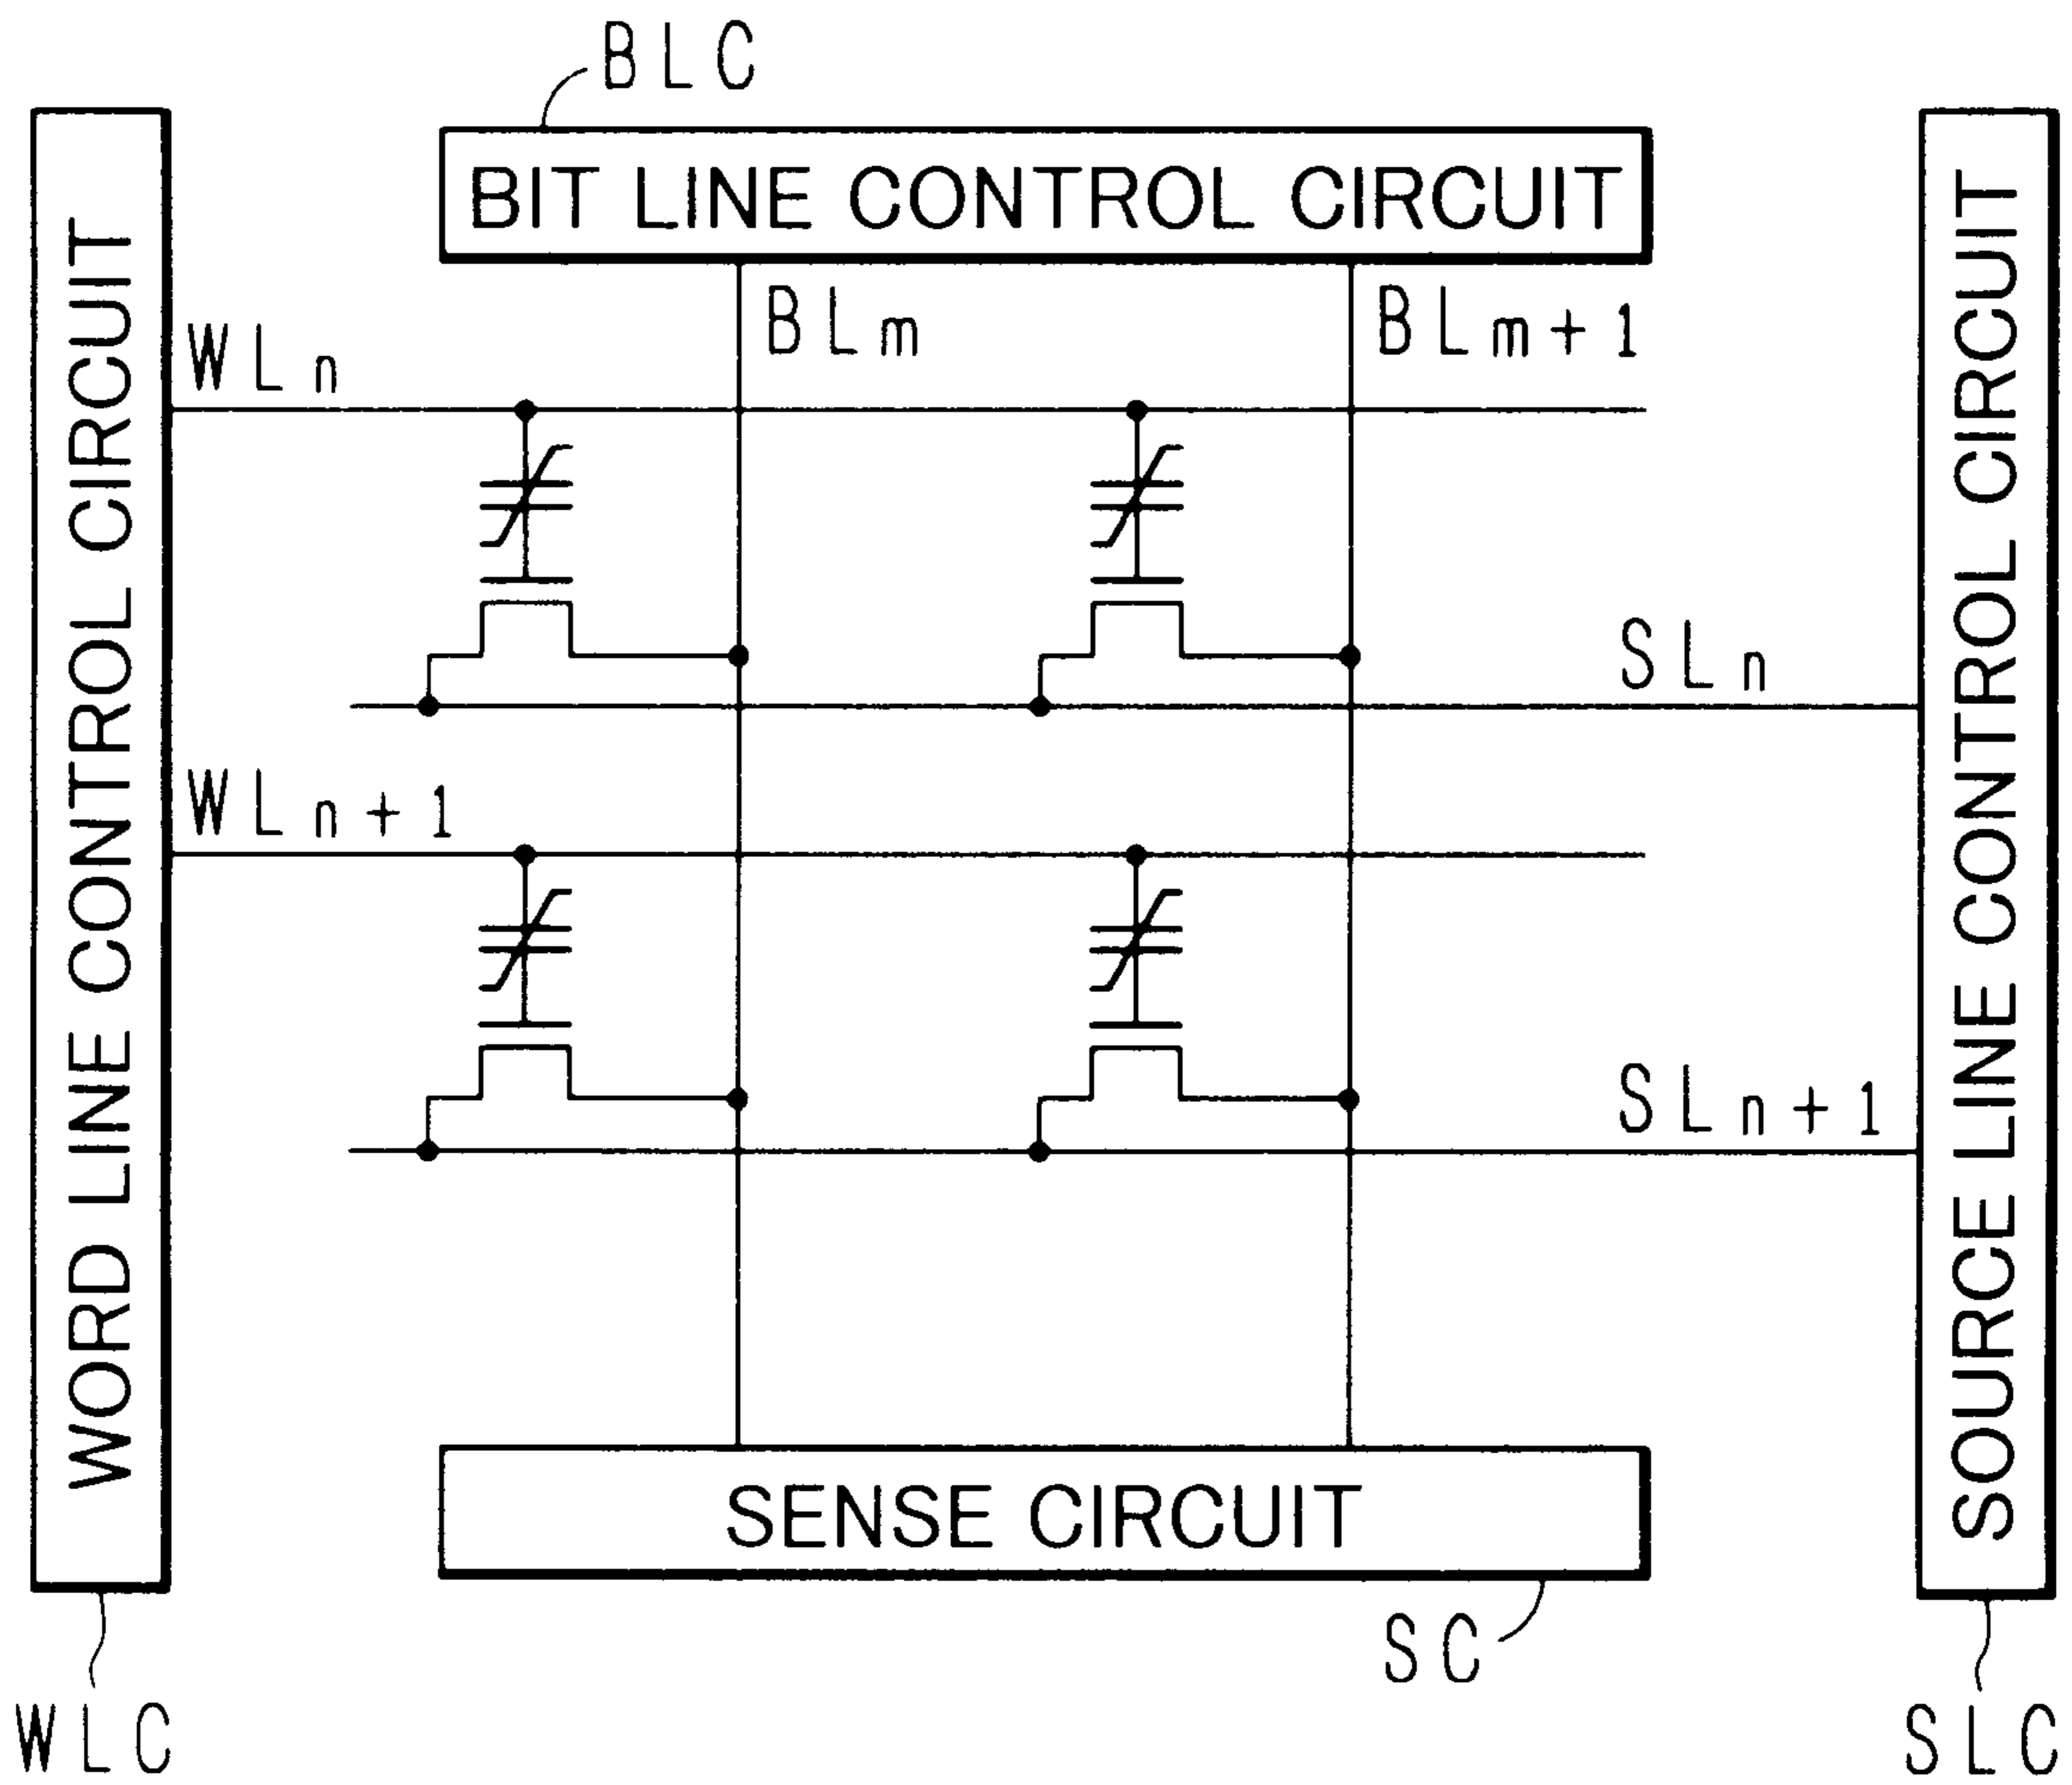 BLC
BIT LINE CONTROL CIRCUIT
WORD LINE CONTROL CIRCUIT
SOURCE LINE CONTROL CIRCUIT
BLm
BLm+1
WLn
SLn
WLn+1
SLn+1
SENSE CIRCUIT
SC
WLC
SLC